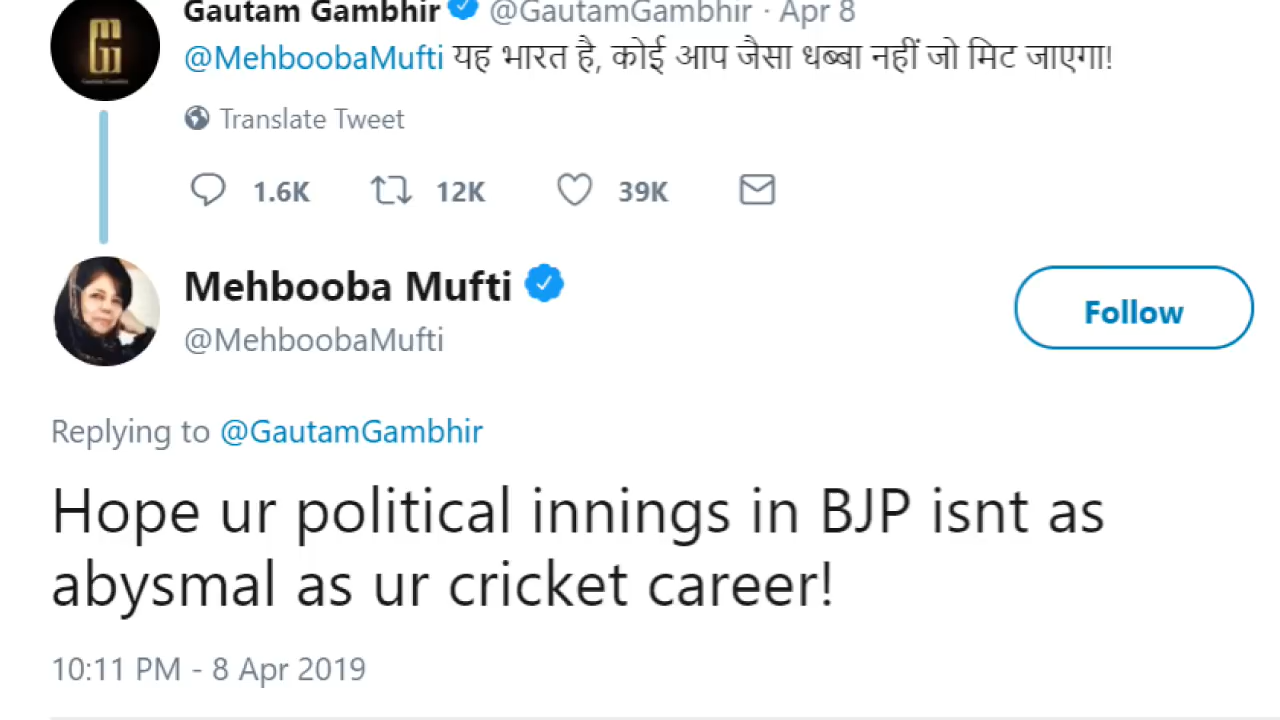 Gautam Gambhir @GautamGambhir · Apr 8
@MehboobaMufti यह भारत है, कोई आप जैसा धब्बा नहीं जो मिट जाएगा!
Translate Tweet
1.6K 12K 39K
Mehbooba Mufti
@MehboobaMufti
Follow
Replying to @GautamGambhir
Hope ur political innings in BJP isnt as
abysmal as ur cricket career!
10:11 PM - 8 Apr 2019